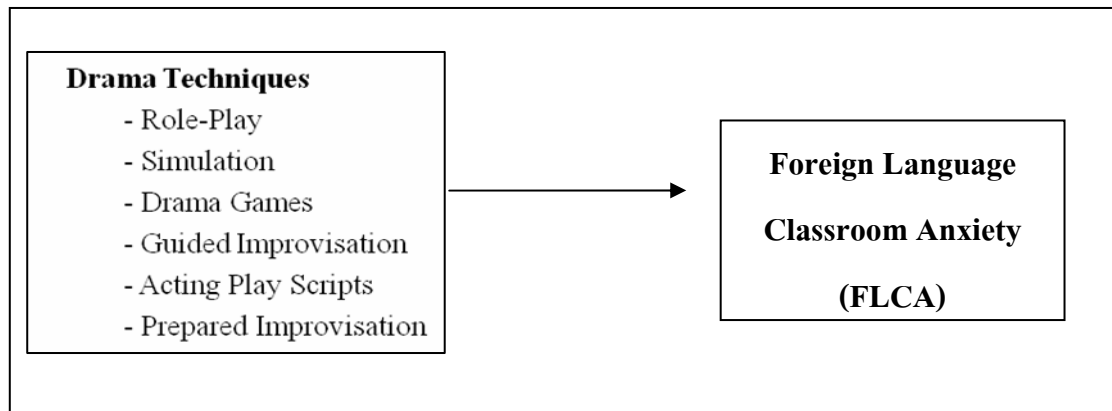 Drama Techniques
- Role-Play
- Simulation
- Drama Games
- Guided Improvisation
- Acting Play Scripts
- Prepared Improvisation
Foreign Language
Classroom Anxiety
(FLCA)